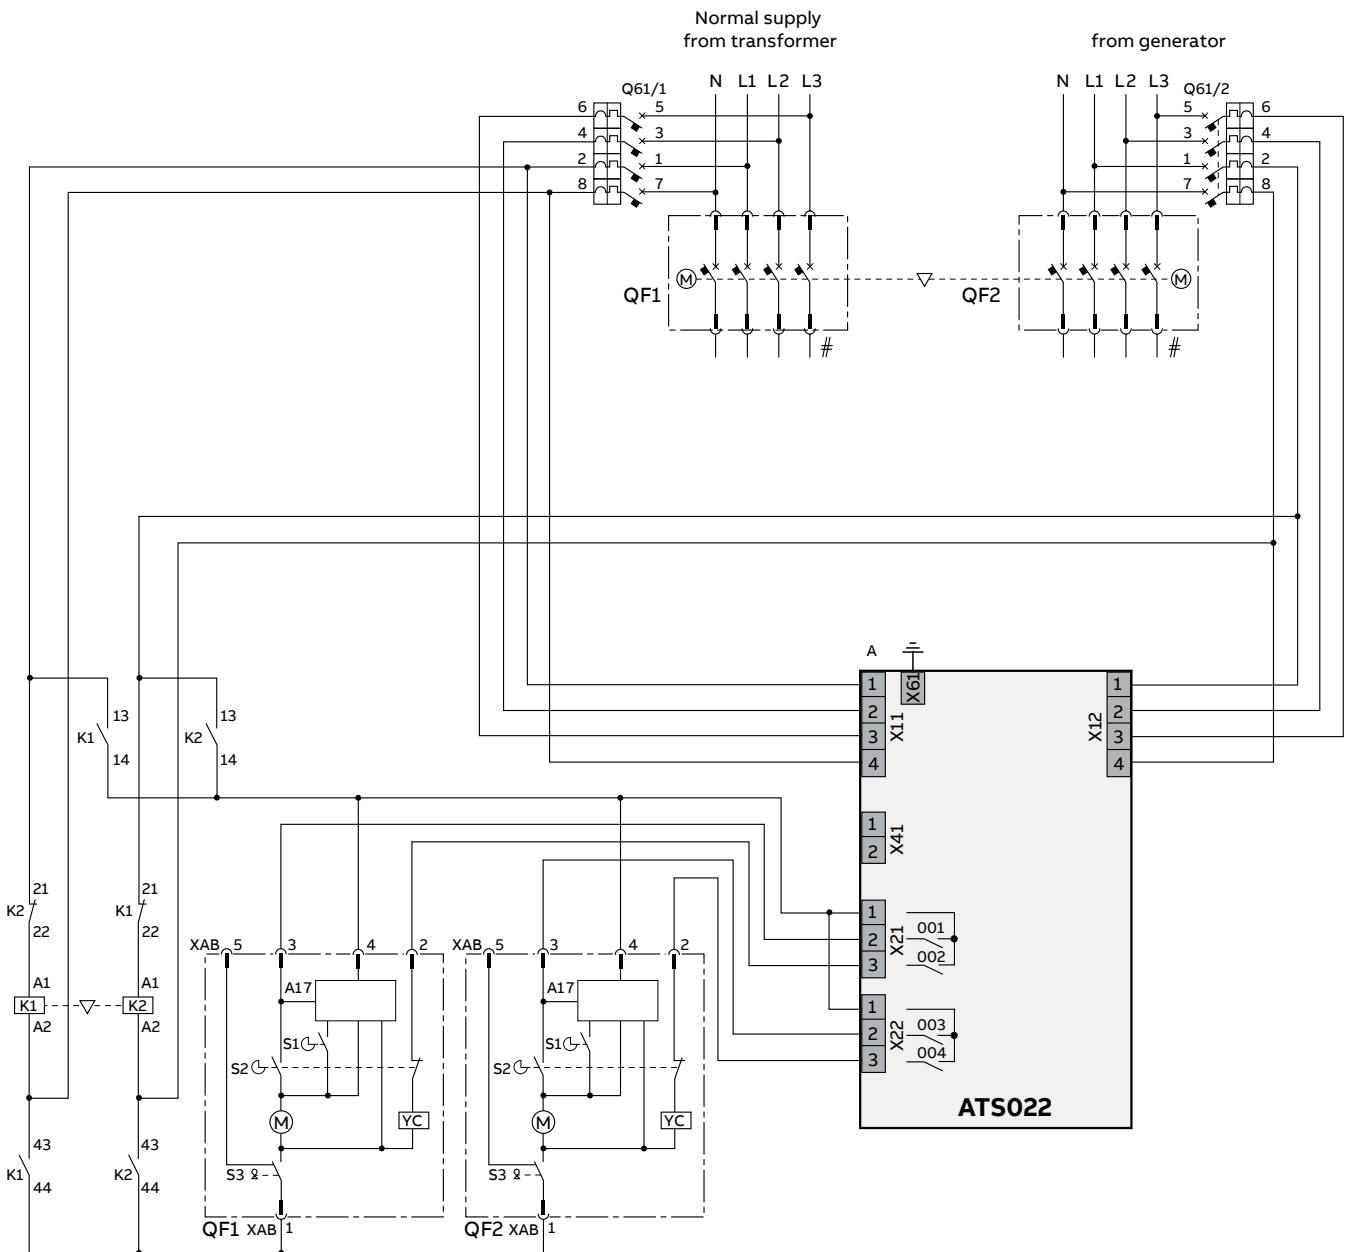 Normal supply
from transformer
from generator
N L1 L2 L3
N L1 L2 L3
Q61/1
Q61/2
6 5
4 3
2 1
8 7
5 6
3 4
1 2
7 8
M
QF1
#
QF2
M
#
A
X61
1
2
3
4
X11
1
2
3
4
X12
13
K1
14
13
K2
14
1
2
X41
21
K2
22
21
K1
22
1
2
3
X21
001
002
XAB 5 3 4 2
XAB 5 3 4 2
A1
K1
A2
A1
K2
A2
A17
S1
S2
M
YC
S3
A17
S1
S2
M
YC
S3
1
2
3
X22
003
004
ATS022
43
K1
44
43
K2
44
QF1 XAB 1
QF2 XAB 1